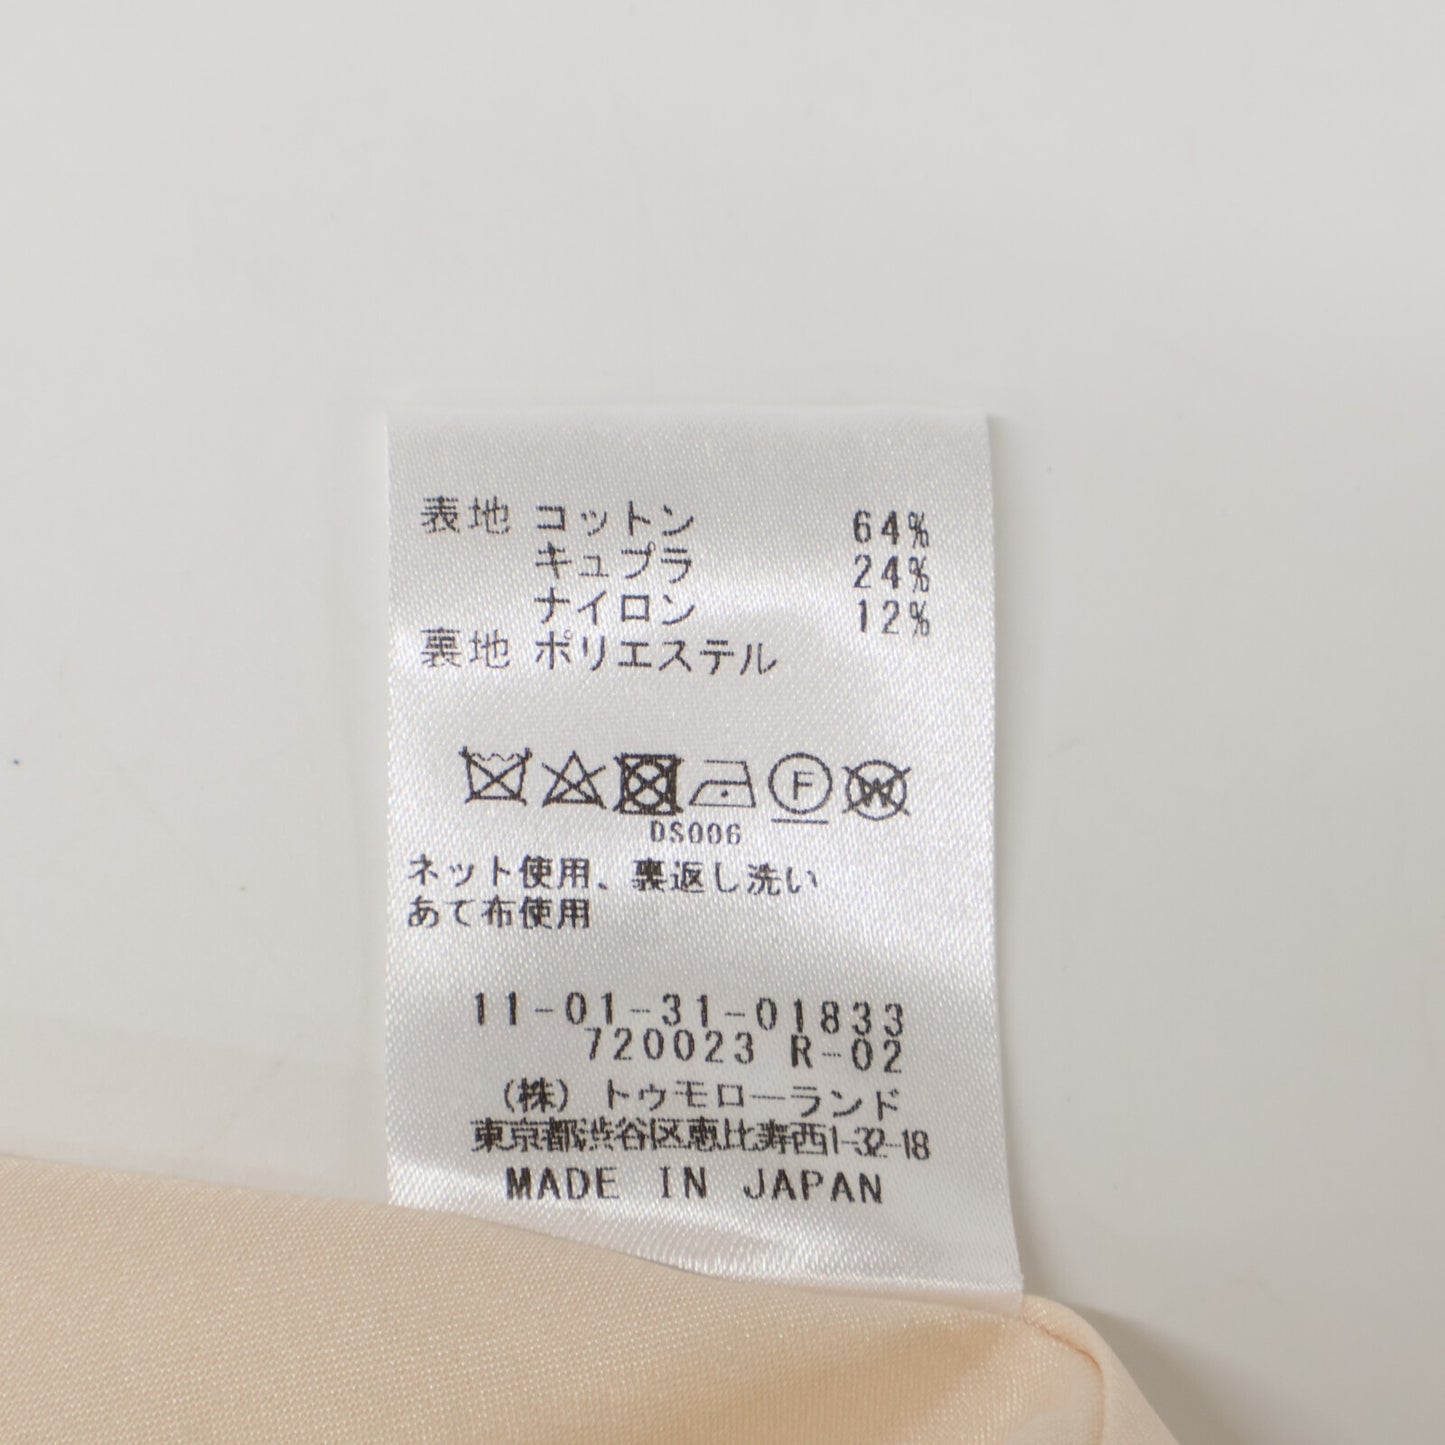 表地 コットン 64%
キュプラ 24%
ナイロン 12%
裏地 ポリエステル
F W
DS006
ネット使用、裏返し洗い
あて布使用
11-01-31-01833
720023 R-02
(株) トゥモローランド
東京都渋谷区恵比寿西1-32-18
MADE IN JAPAN